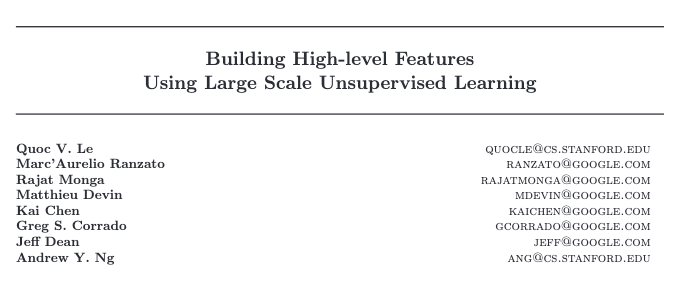 Building High-level Features
Using Large Scale Unsupervised Learning
Quoc V. Le quocle@cs.stanford.edu
Marc'Aurelio Ranzato ranzato@google.com
Rajat Monga rajatmonga@google.com
Matthieu Devin mdevin@google.com
Kai Chen kaichen@google.com
Greg S. Corrado gcorrado@google.com
Jeff Dean jeff@google.com
Andrew Y. Ng ang@cs.stanford.edu